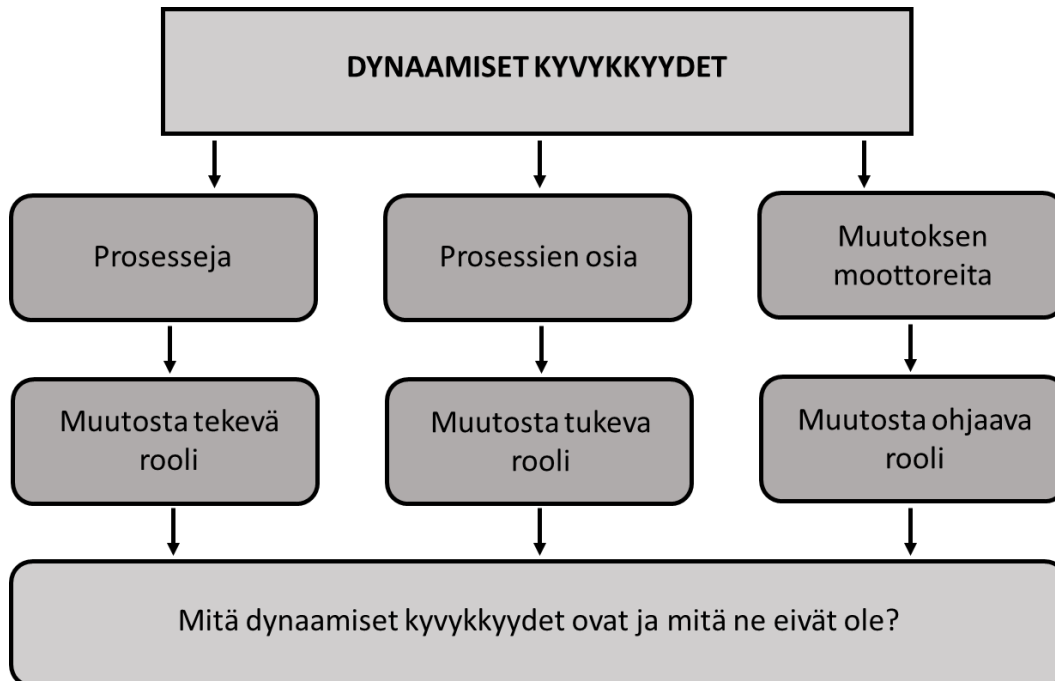 DYNAAMISET KYVYKKYYDET
Prosesseja
Prosessien osia
Muutoksen
moottoreita
Muutosta tekevä
rooli
Muutosta tukeva
rooli
Muutosta ohjaava
rooli
Mitä dynaamiset kyvykkyydet ovat ja mitä ne eivät ole?